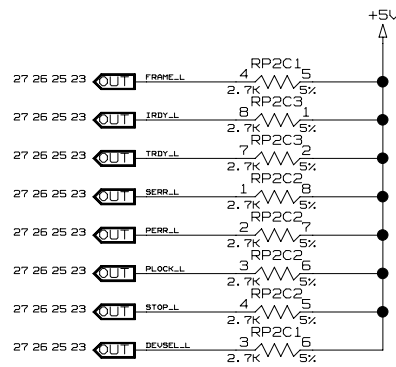 +5V
RP2C1
27 26 25 23 OUT FRAME_L 4 5
2.7K 5%
RP2C3
27 26 25 23 OUT IRDY_L 8 1
2.7K 5%
RP2C3
27 26 25 23 OUT TRDY_L 7 2
2.7K 5%
RP2C2
27 26 25 23 OUT SERR_L 1 8
2.7K 5%
RP2C2
27 26 25 23 OUT PERR_L 2 7
2.7K 5%
RP2C2
27 26 25 23 OUT PLOCK_L 3 6
2.7K 5%
RP2C2
27 26 25 23 OUT STOP_L 4 5
2.7K 5%
RP2C1
27 26 25 23 OUT DEVSEL_L 3 6
2.7K 5%